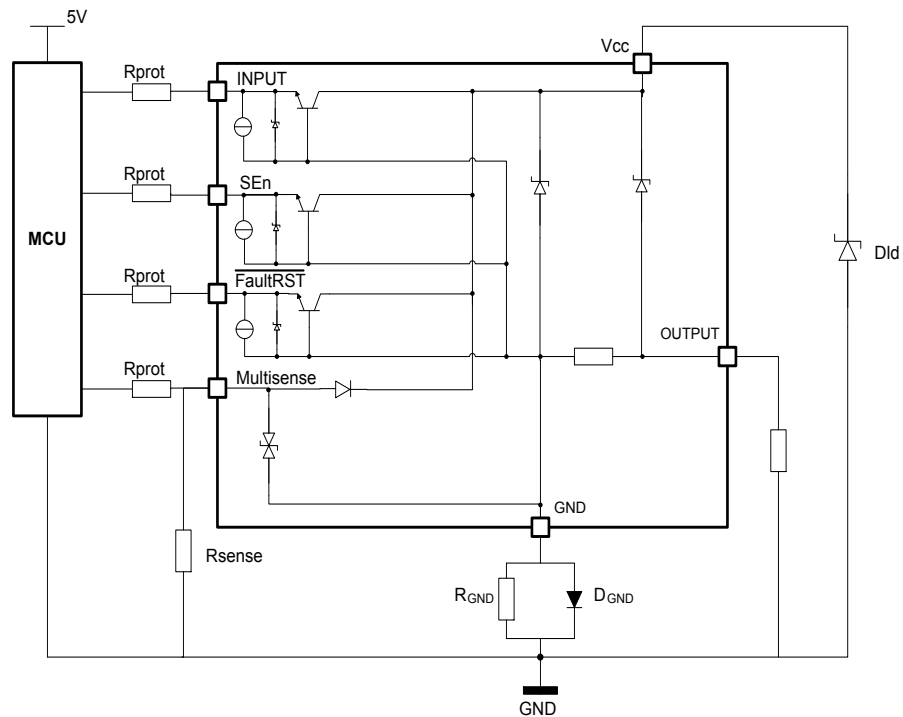 5V
Vcc
Rprot
INPUT
Rprot
SEn
MCU
Dld
Rprot
FaultRST
OUTPUT
Rprot
Multisense
GND
Rsense
RGND
DGND
GND